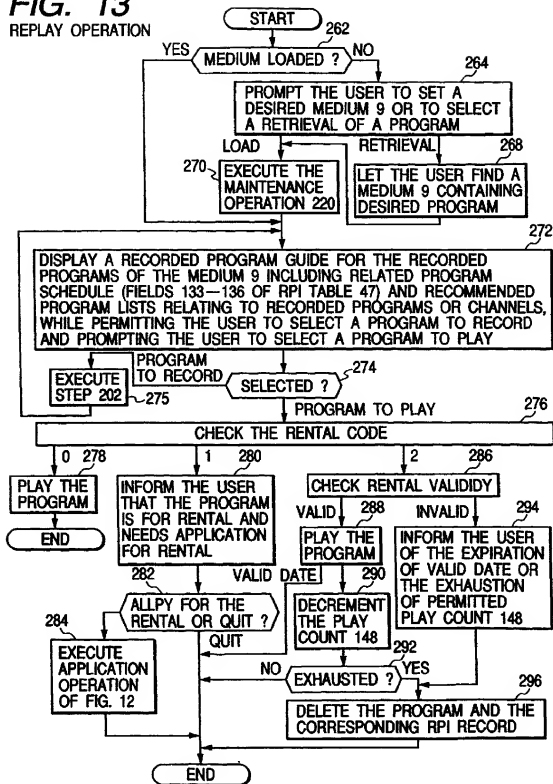 FIG. 13
REPLAY OPERATION
START
262
YES
MEDIUM LOADED ?
NO
264
PROMPT THE USER TO SET A
DESIRED MEDIUM 9 OR TO SELECT
A RETRIEVAL OF A PROGRAM
LOAD
RETRIEVAL
268
270
EXECUTE THE
MAINTENANCE
OPERATION 220
LET THE USER FIND A
MEDIUM 9 CONTAINING
DESIRED PROGRAM
272
DISPLAY A RECORDED PROGRAM GUIDE FOR THE RECORDED
PROGRAMS OF THE MEDIUM 9 INCLUDING RELATED PROGRAM
SCHEDULE (FIELDS 133—136 OF RPI TABLE 47) AND RECOMMENDED
PROGRAM LISTS RELATING TO RECORDED PROGRAMS OR CHANNELS,
WHILE PERMITTING THE USER TO SELECT A PROGRAM TO RECORD
AND PROMPTING THE USER TO SELECT A PROGRAM TO PLAY
PROGRAM
TO RECORD
274
EXECUTE
STEP 202
275
SELECTED ?
PROGRAM TO PLAY
276
CHECK THE RENTAL CODE
0
278
1
280
2
286
PLAY THE
PROGRAM
END
INFORM THE USER
THAT THE PROGRAM
IS FOR RENTAL AND
NEEDS APPLICATION
FOR RENTAL
CHECK RENTAL VALIDIDY
VALID
288
INVALID
294
PLAY THE
PROGRAM
INFORM THE USER
OF THE EXPIRATION
OF VALID DATE OR
THE EXHAUSTION
OF PERMITTED
PLAY COUNT 148
282
VALID DATE
290
ALLPY FOR THE
RENTAL OR QUIT ?
DECREMENT
THE PLAY
COUNT 148
284
QUIT
EXECUTE
APPLICATION
OPERATION
OF FIG. 12
292
NO
EXHAUSTED ?
YES
296
DELETE THE PROGRAM AND THE
CORRESPONDING RPI RECORD
END